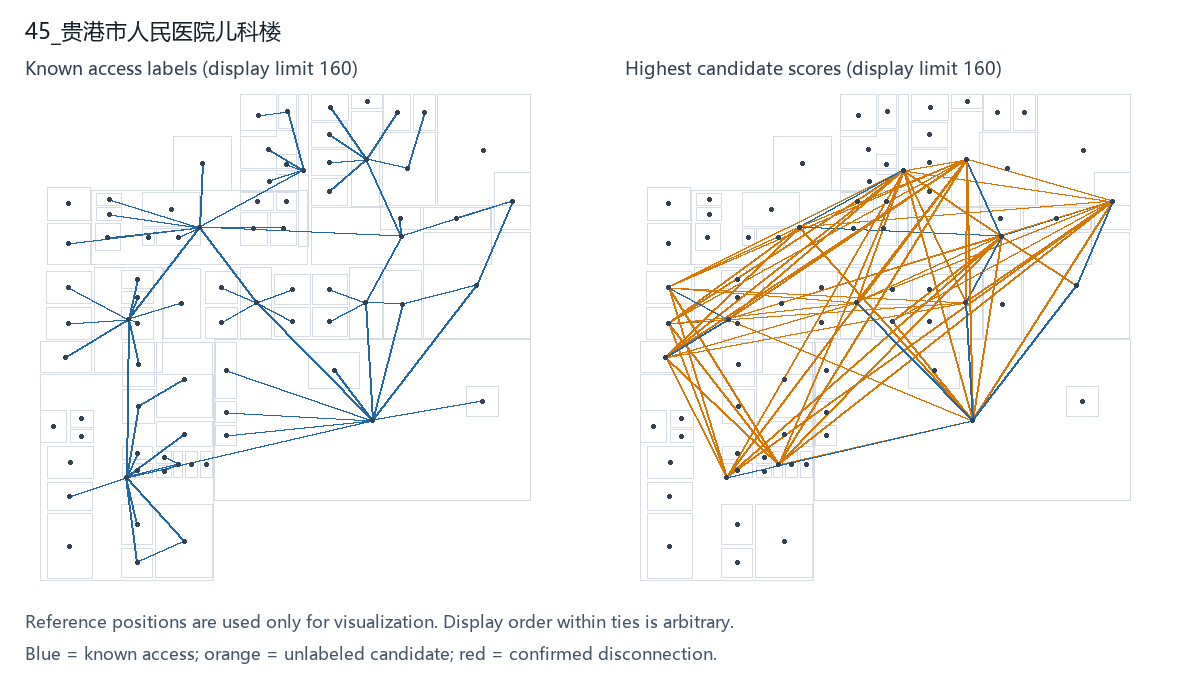 45_贵港市人民医院儿科楼
Known access labels (display limit 160)
Highest candidate scores (display limit 160)
Reference positions are used only for visualization. Display order within ties is arbitrary.
Blue = known access; orange = unlabeled candidate; red = confirmed disconnection.